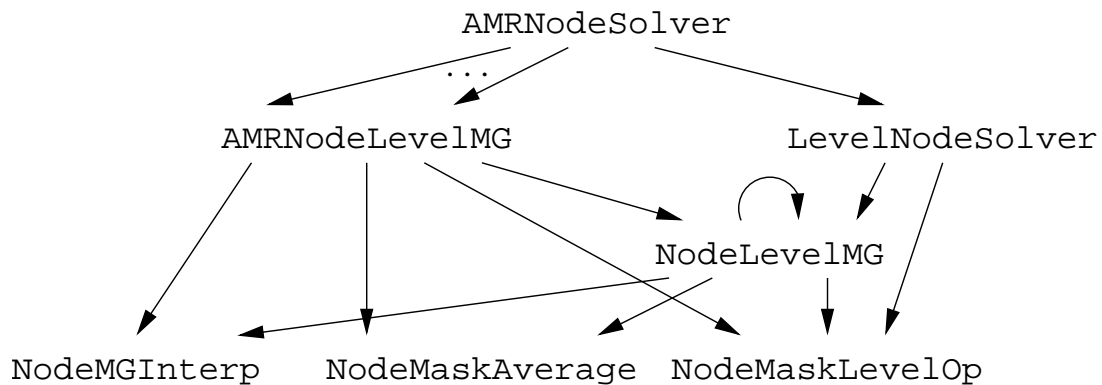 AMRNodeSolver
...
AMRNodeLevelMG LevelNodeSolver
NodeLevelMG
NodeMGInterp NodeMaskAverage NodeMaskLevelOp